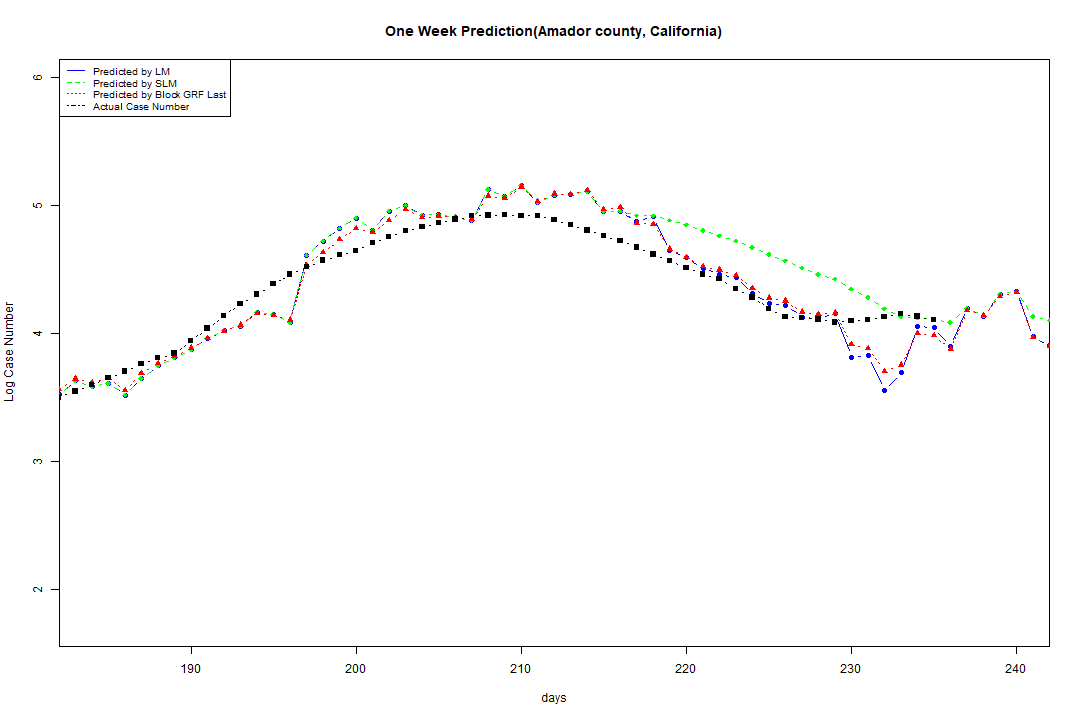 One Week Prediction(Amador county, California)
Predicted by LM
Predicted by SLM
Predicted by Block GRF Last
Actual Case Number
6
5
4
3
2
Log Case Number
190 200 210 220 230 240
days